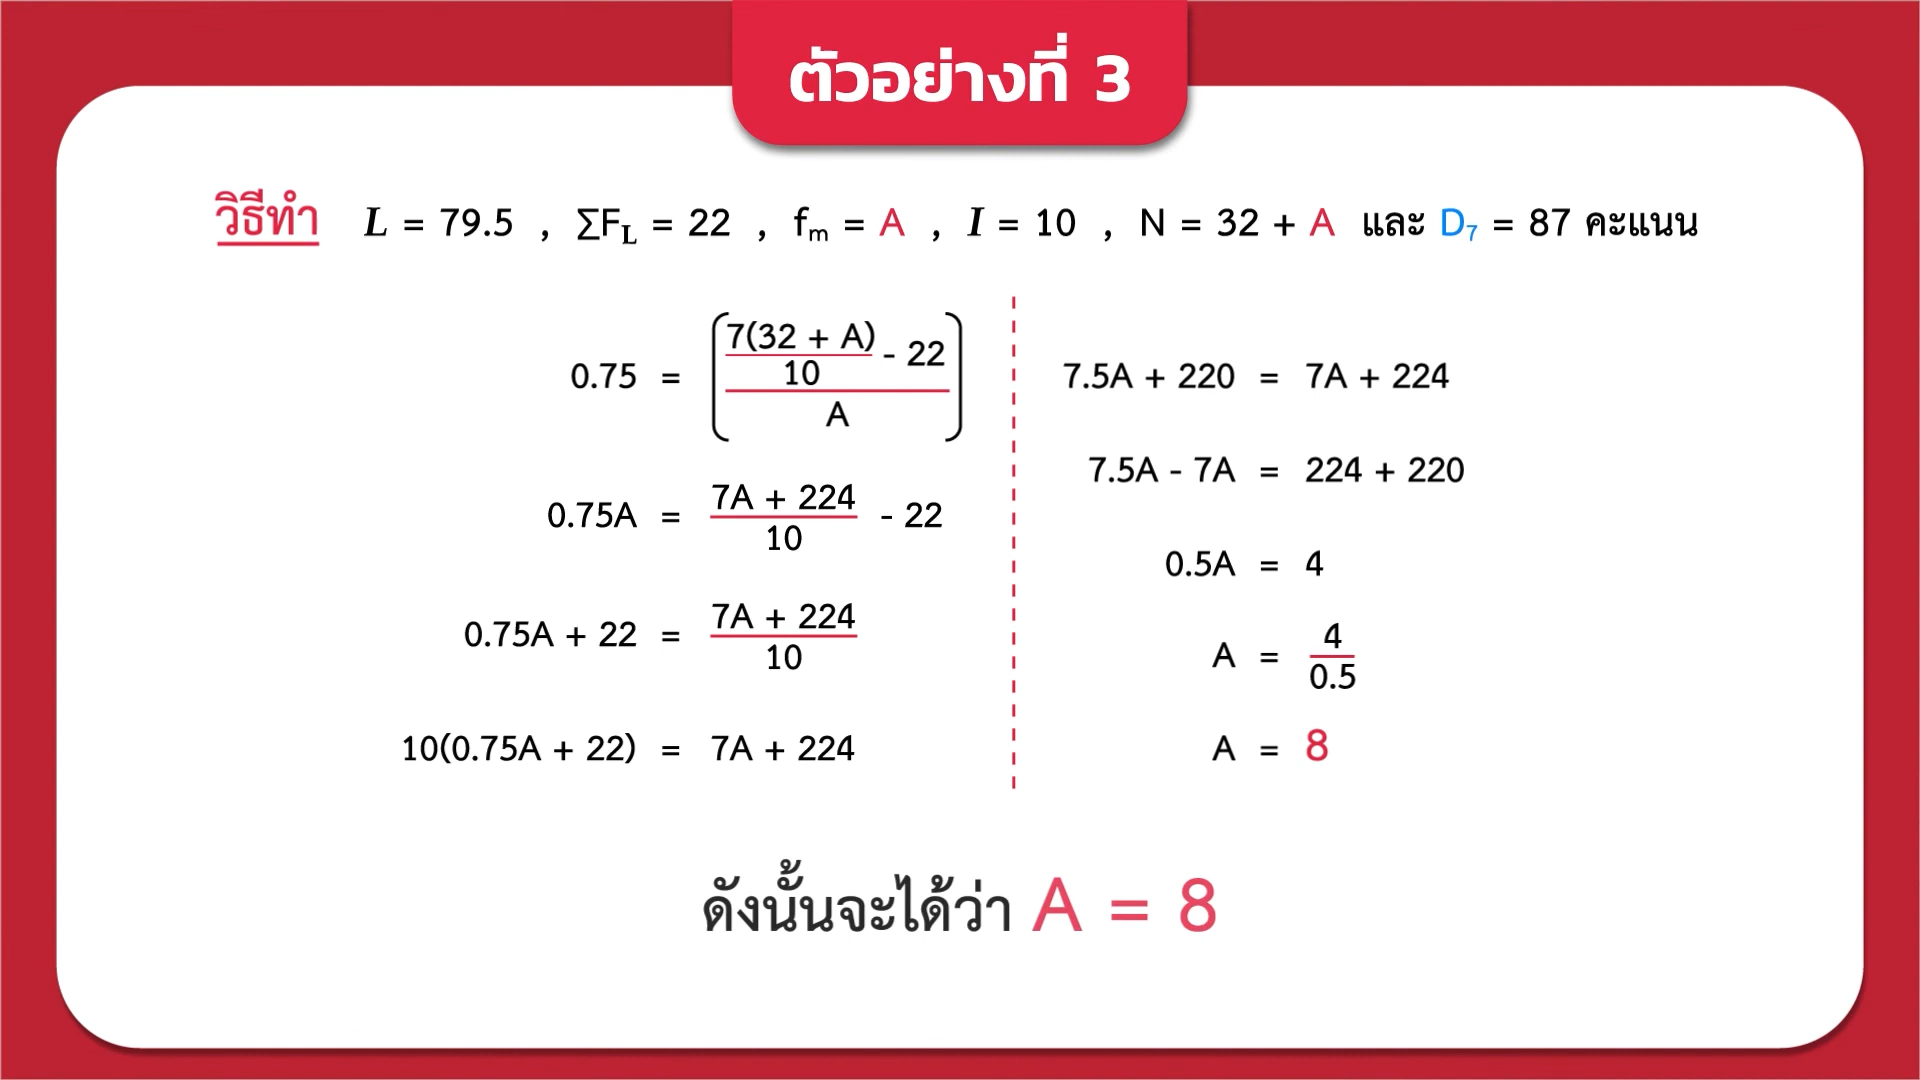 ตัวอย่างที่ 3
วิธีทำ L = 79.5 , ∑F_L = 22 , f_m = A , I = 10 , N = 32 + A และ D_7 = 87 คะแนน
0.75 = ((7(32 + A)/10 - 22)/A)
0.75A = (7A + 224)/10 - 22
0.75A + 22 = (7A + 224)/10
10(0.75A + 22) = 7A + 224
7.5A + 220 = 7A + 224
7.5A - 7A = 224 + 220
0.5A = 4
A = 4/0.5
A = 8
ดังนั้นจะได้ว่า A = 8